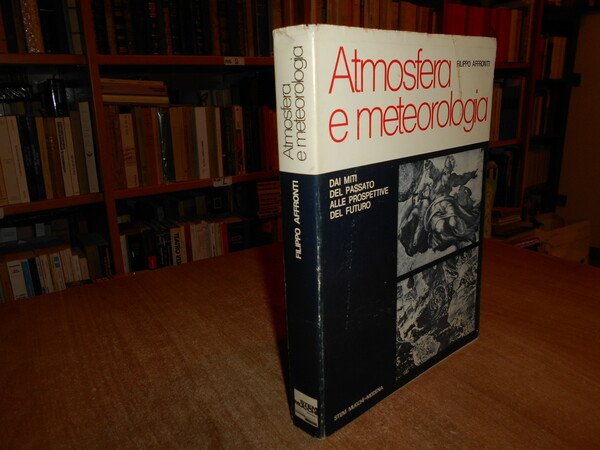 Atmosfera
e meteorologia
FILIPPO AFFRONTI
Atmosfera
e meteorologia
FILIPPO AFFRONTI
DAI MITI
DEL PASSATO
ALLE PROSPETTIVE
DEL FUTURO
STEM MUCCHI-MODENA